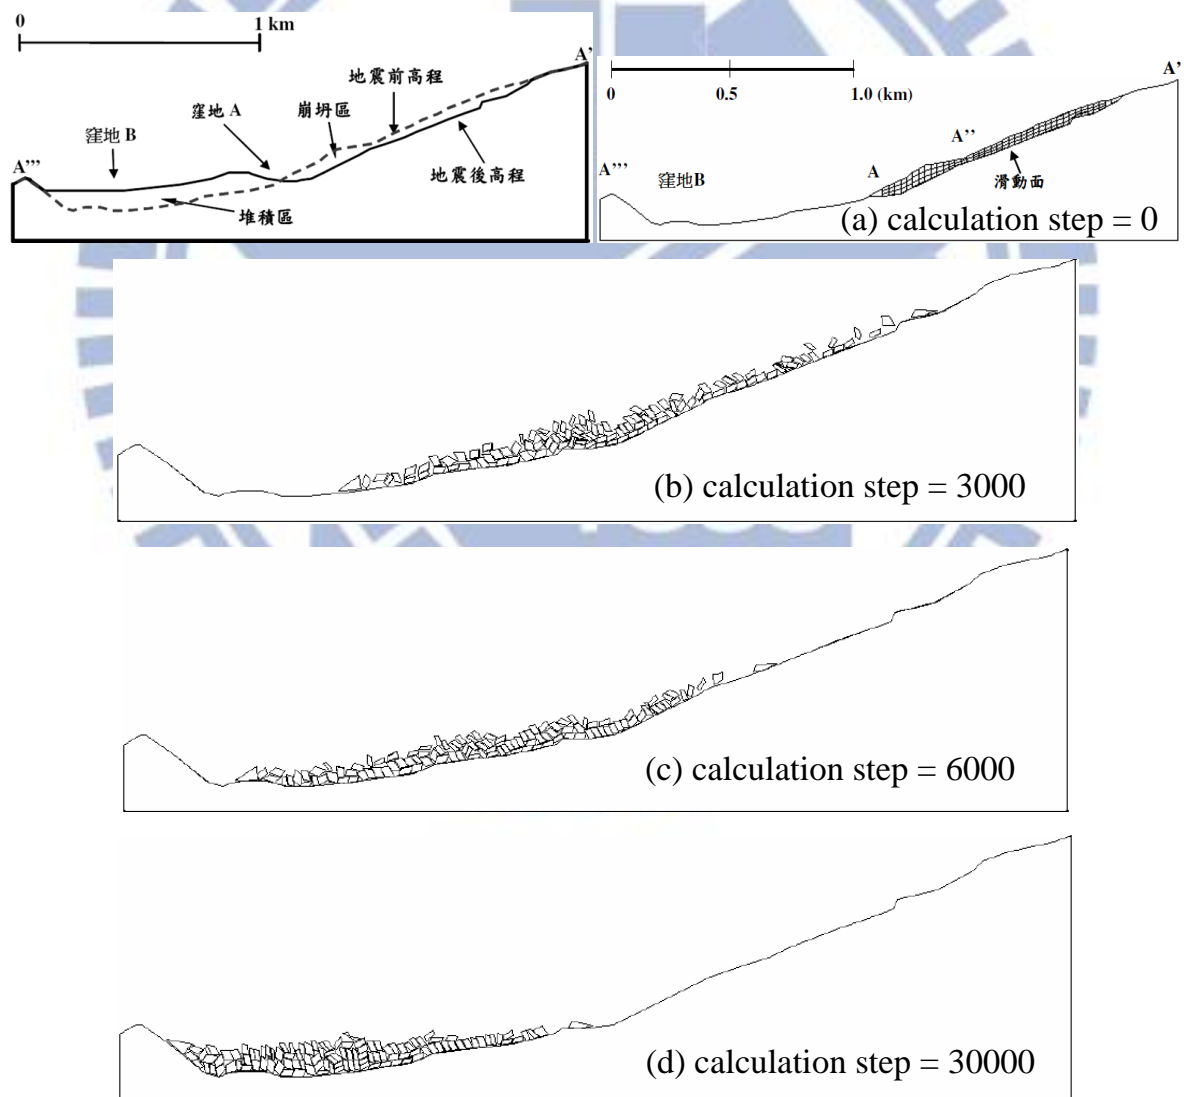 0 1 km
A'
地震前高程
崩坍區
窪地 A
窪地 B
A'''
地震後高程
堆積區
0 0.5 1.0 (km)
A'
A''
A
A'''
窪地B
滑動面
(a) calculation step = 0
(b) calculation step = 3000
(c) calculation step = 6000
(d) calculation step = 30000